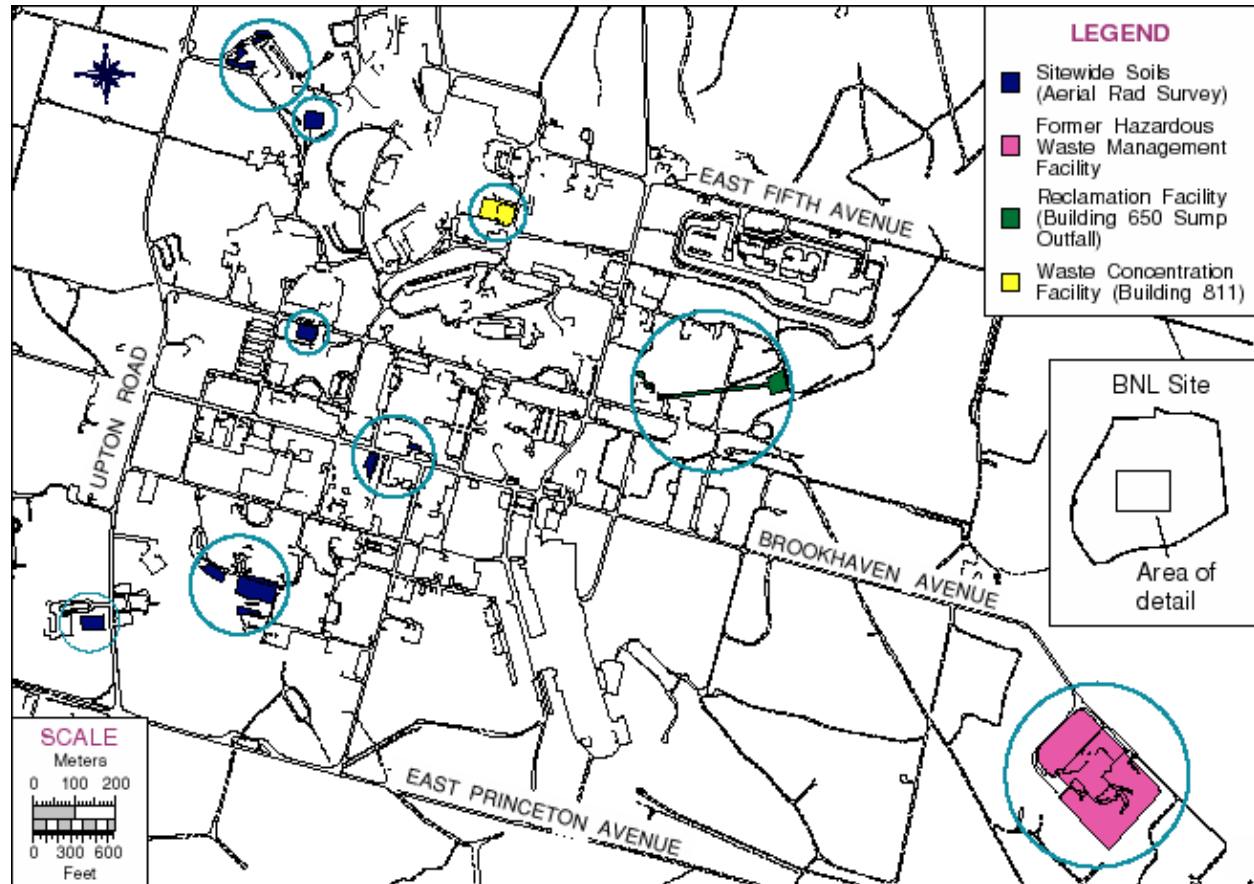 LEGEND
Sitewide Soils
(Aerial Rad Survey)
Former Hazardous
Waste Management
Facility
Reclamation Facility
(Building 650 Sump
Outfall)
Waste Concentration
Facility (Building 811)
EAST FIFTH AVENUE
UPTON ROAD
BROOKHAVEN AVENUE
EAST PRINCETON AVENUE
BNL Site
Area of
detail
SCALE
Meters
0 100 200
0 300 600
Feet